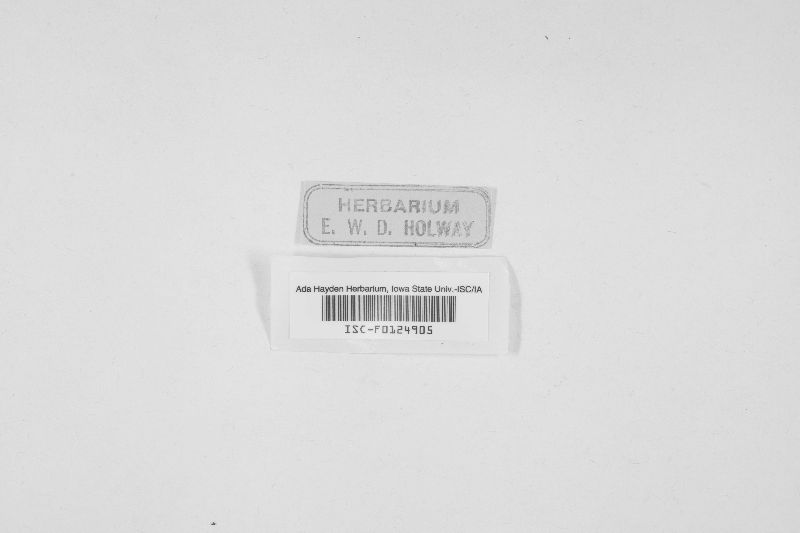 HERBARIUM
E. W. D. HOLWAY
Ada Hayden Herbarium, Iowa State Univ.-ISC/IA
ISC-F0124905